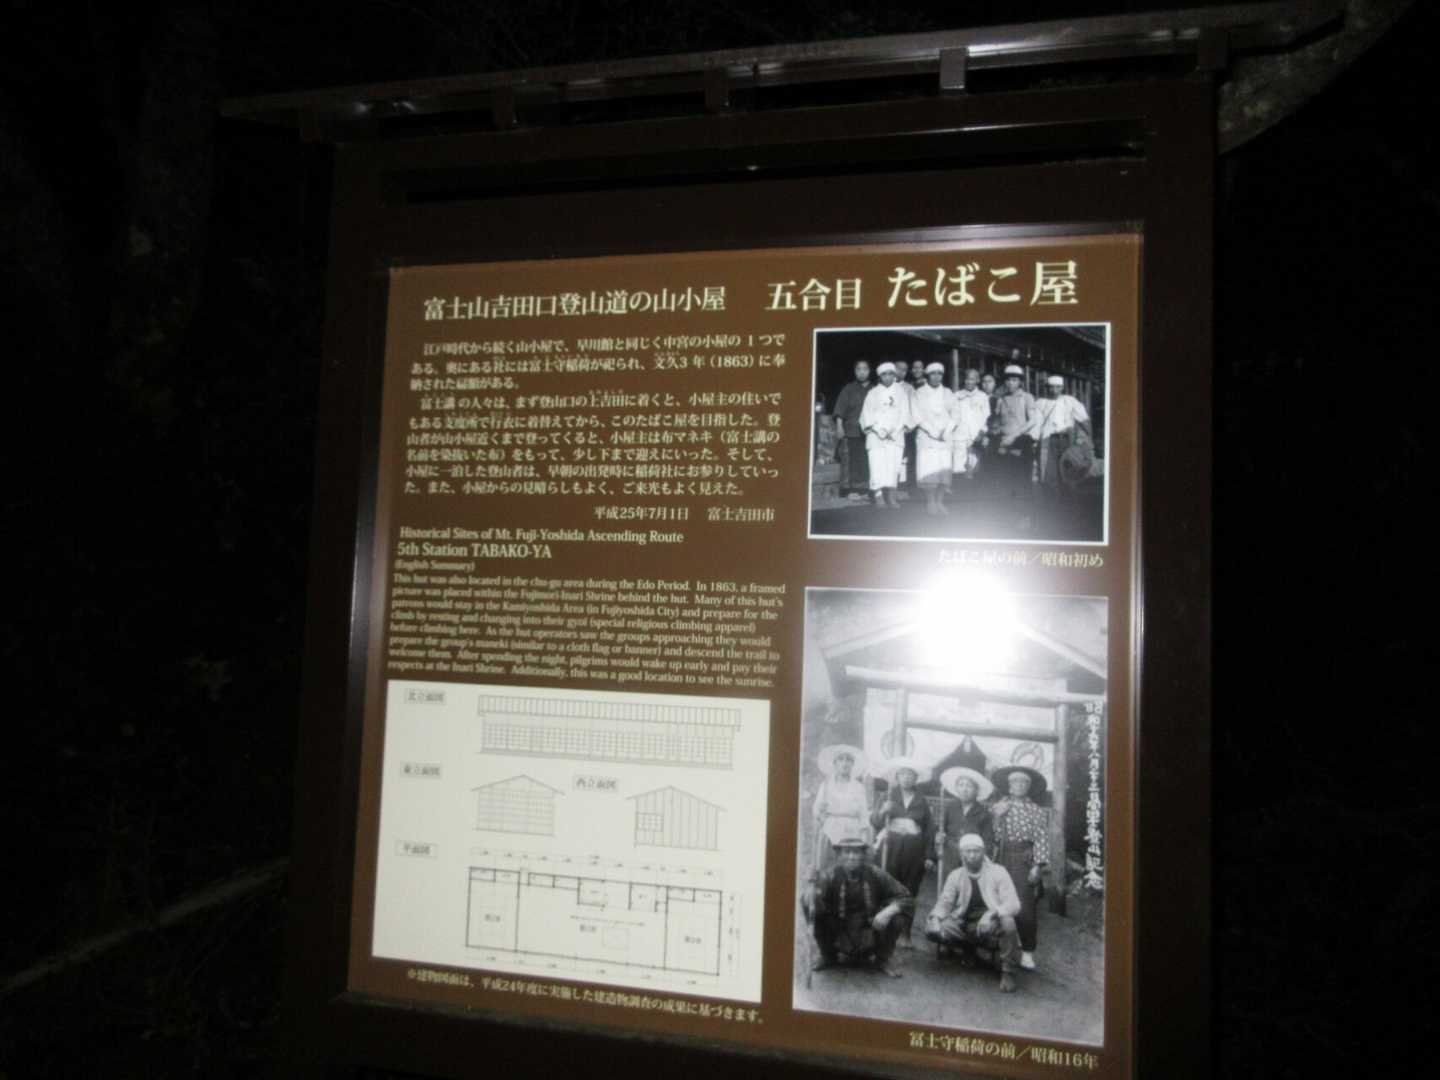 富士山吉田口登山道の山小屋　五合目 たばこ屋
江戸時代から続く山小屋で、早川館と同じく中宮の小屋の１つで
ある。奥にある社には富士守稲荷が祀られ、文久3 年（1863）に奉
納された扁額がある。
富士講 の人々は、まず登山口の上吉田に着くと、小屋主の住いで
もある支度所で行衣に着替えてから、このたばこ屋を目指した。登
山者が山小屋近くまで登ってくると、小屋主は布マネキ（富士講の
名前を染抜いた布）をもって、少し下まで迎えにいった。そして、
小屋に一泊した登山者は、早朝の出発時に稲荷社にお参りしていっ
た。また、小屋からの見晴らしもよく、ご来光もよく見えた。
平成25年7月1日　富士吉田市
Historical Sites of Mt. Fuji-Yoshida Ascending Route
5th Station TABAKO-YA
(English Summary)
This hut was also located in the chu-gu area during the Edo Period. In 1863, a framed
picture was placed within the Fujimori-Inari Shrine behind the hut. Many of this hut's
patrons would stay in the Kamiyoshida Area (in Fujiyoshida City) and prepare for the
climb by resting and changing into their gyoi (special religious climbing apparel)
before climbing here. As the hut operators saw the groups approaching they would
prepare the group's maneki (similar to a cloth flag or banner) and descend the trail to
welcome them. After spending the night, pilgrims would wake up early and pay their
respects at the Inari Shrine. Additionally, this was a good location to see the sunrise.
北立面図
東立面図
西立面図
平面図
※建物図面は、平成24年度に実施した建造物調査の成果に基づきます。
たばこ屋の前／昭和初め
富士守稲荷の前／昭和16年